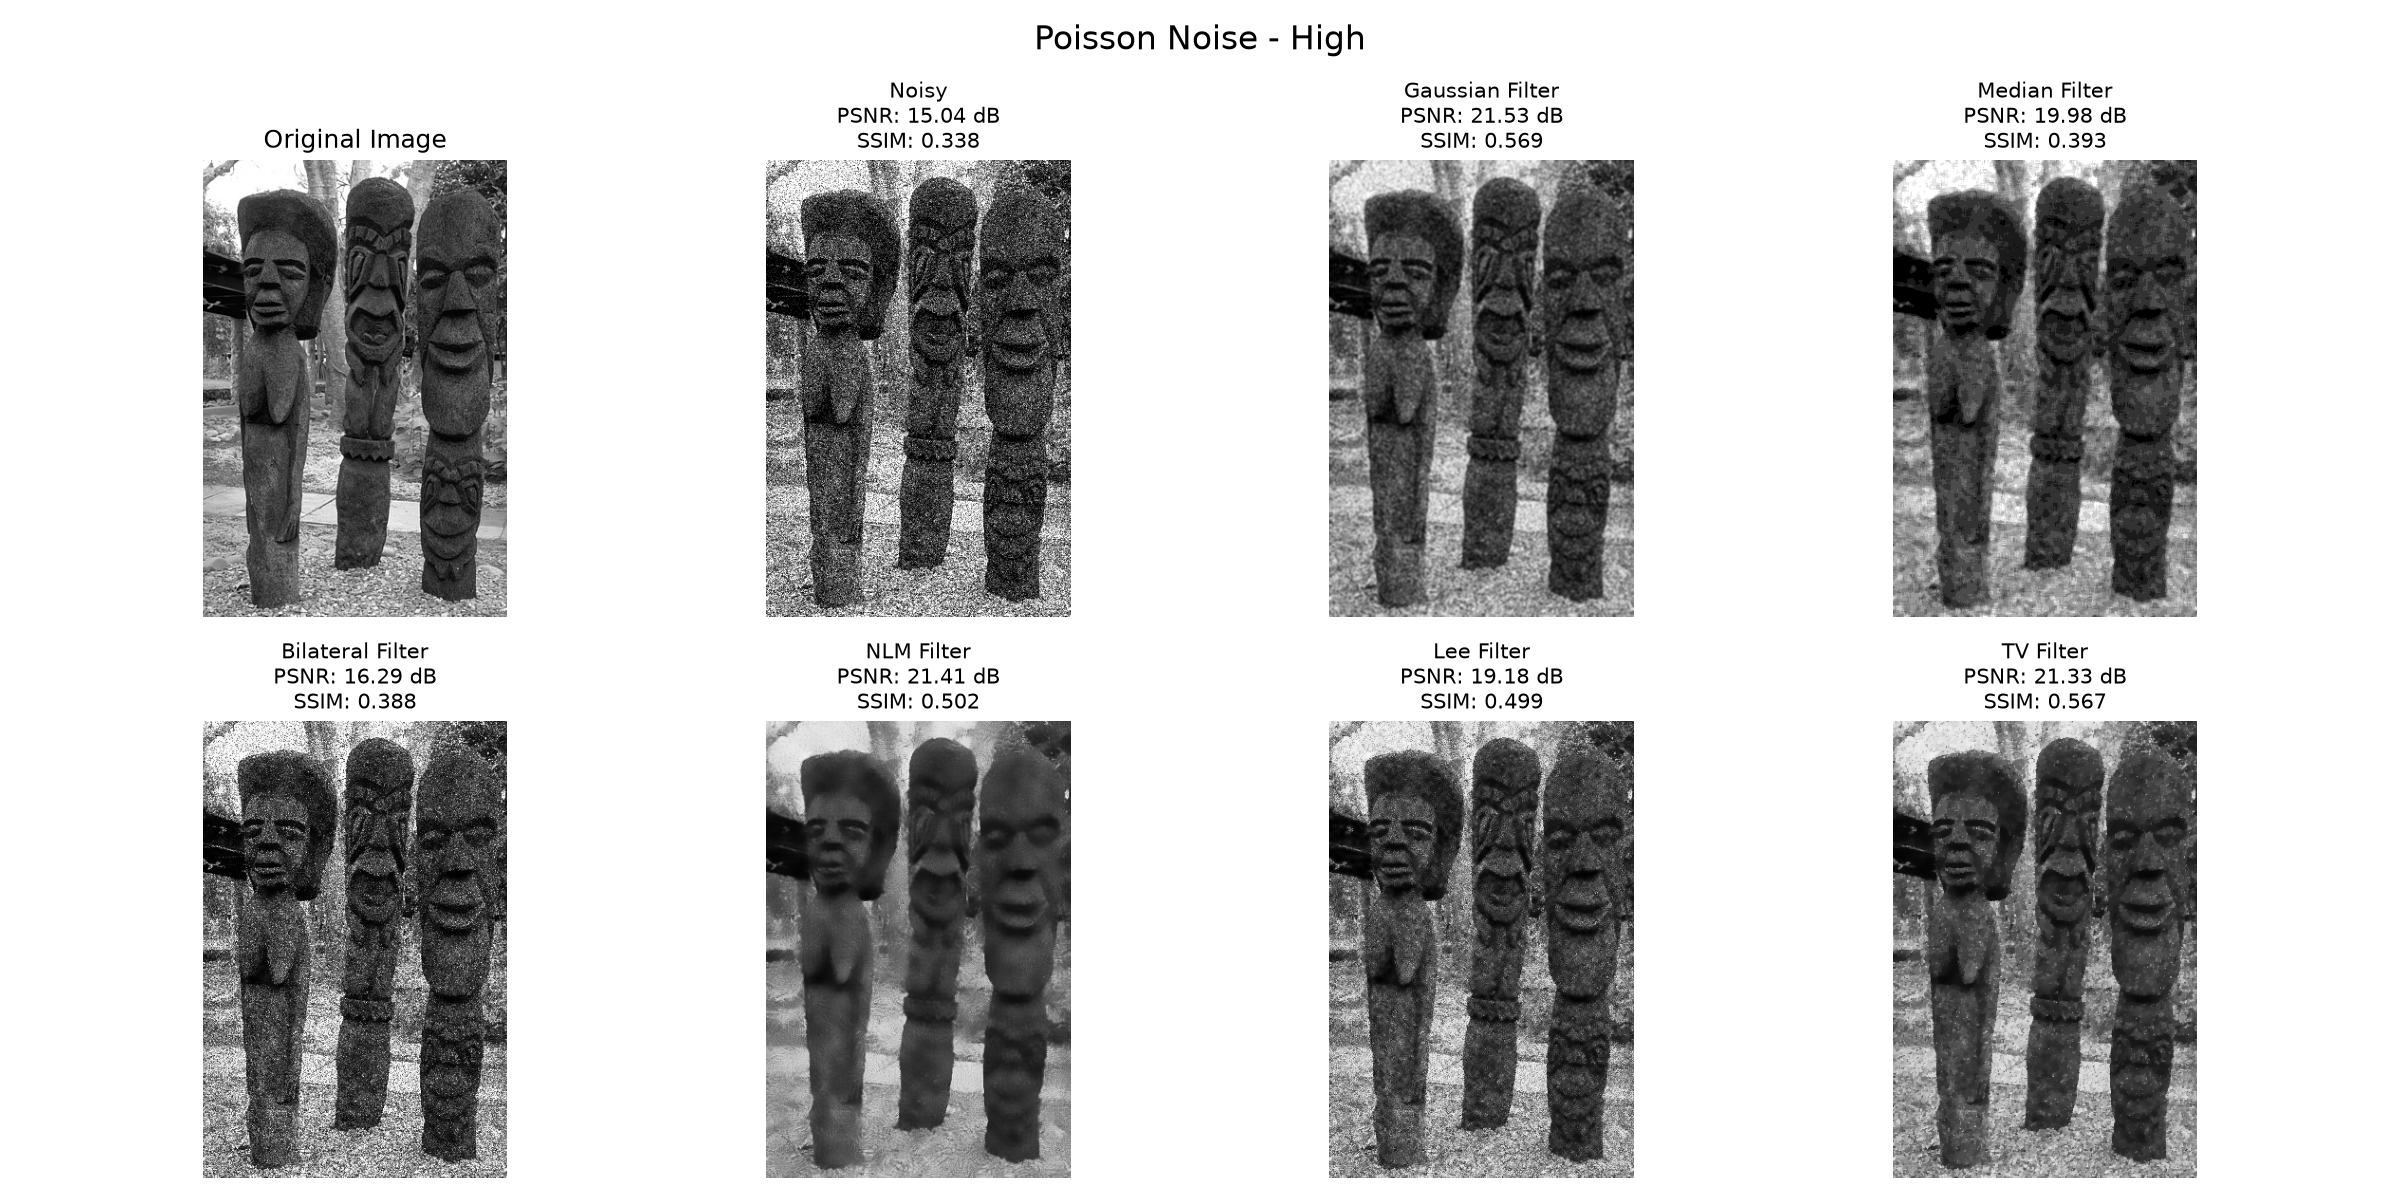 Poisson Noise - High
Original Image
Noisy
PSNR: 15.04 dB
SSIM: 0.338
Gaussian Filter
PSNR: 21.53 dB
SSIM: 0.569
Median Filter
PSNR: 19.98 dB
SSIM: 0.393
Bilateral Filter
PSNR: 16.29 dB
SSIM: 0.388
NLM Filter
PSNR: 21.41 dB
SSIM: 0.502
Lee Filter
PSNR: 19.18 dB
SSIM: 0.499
TV Filter
PSNR: 21.33 dB
SSIM: 0.567